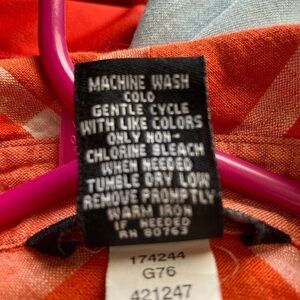 MACHINE WASH
COLD
GENTLE CYCLE
WITH LIKE COLORS
ONLY NON-
CHLORINE BLEACH
WHEN NEEDED
TUMBLE DRY LOW
REMOVE PROMPTLY
WARM IRON
IF NEEDED
RN 80763
174244
G76
421247